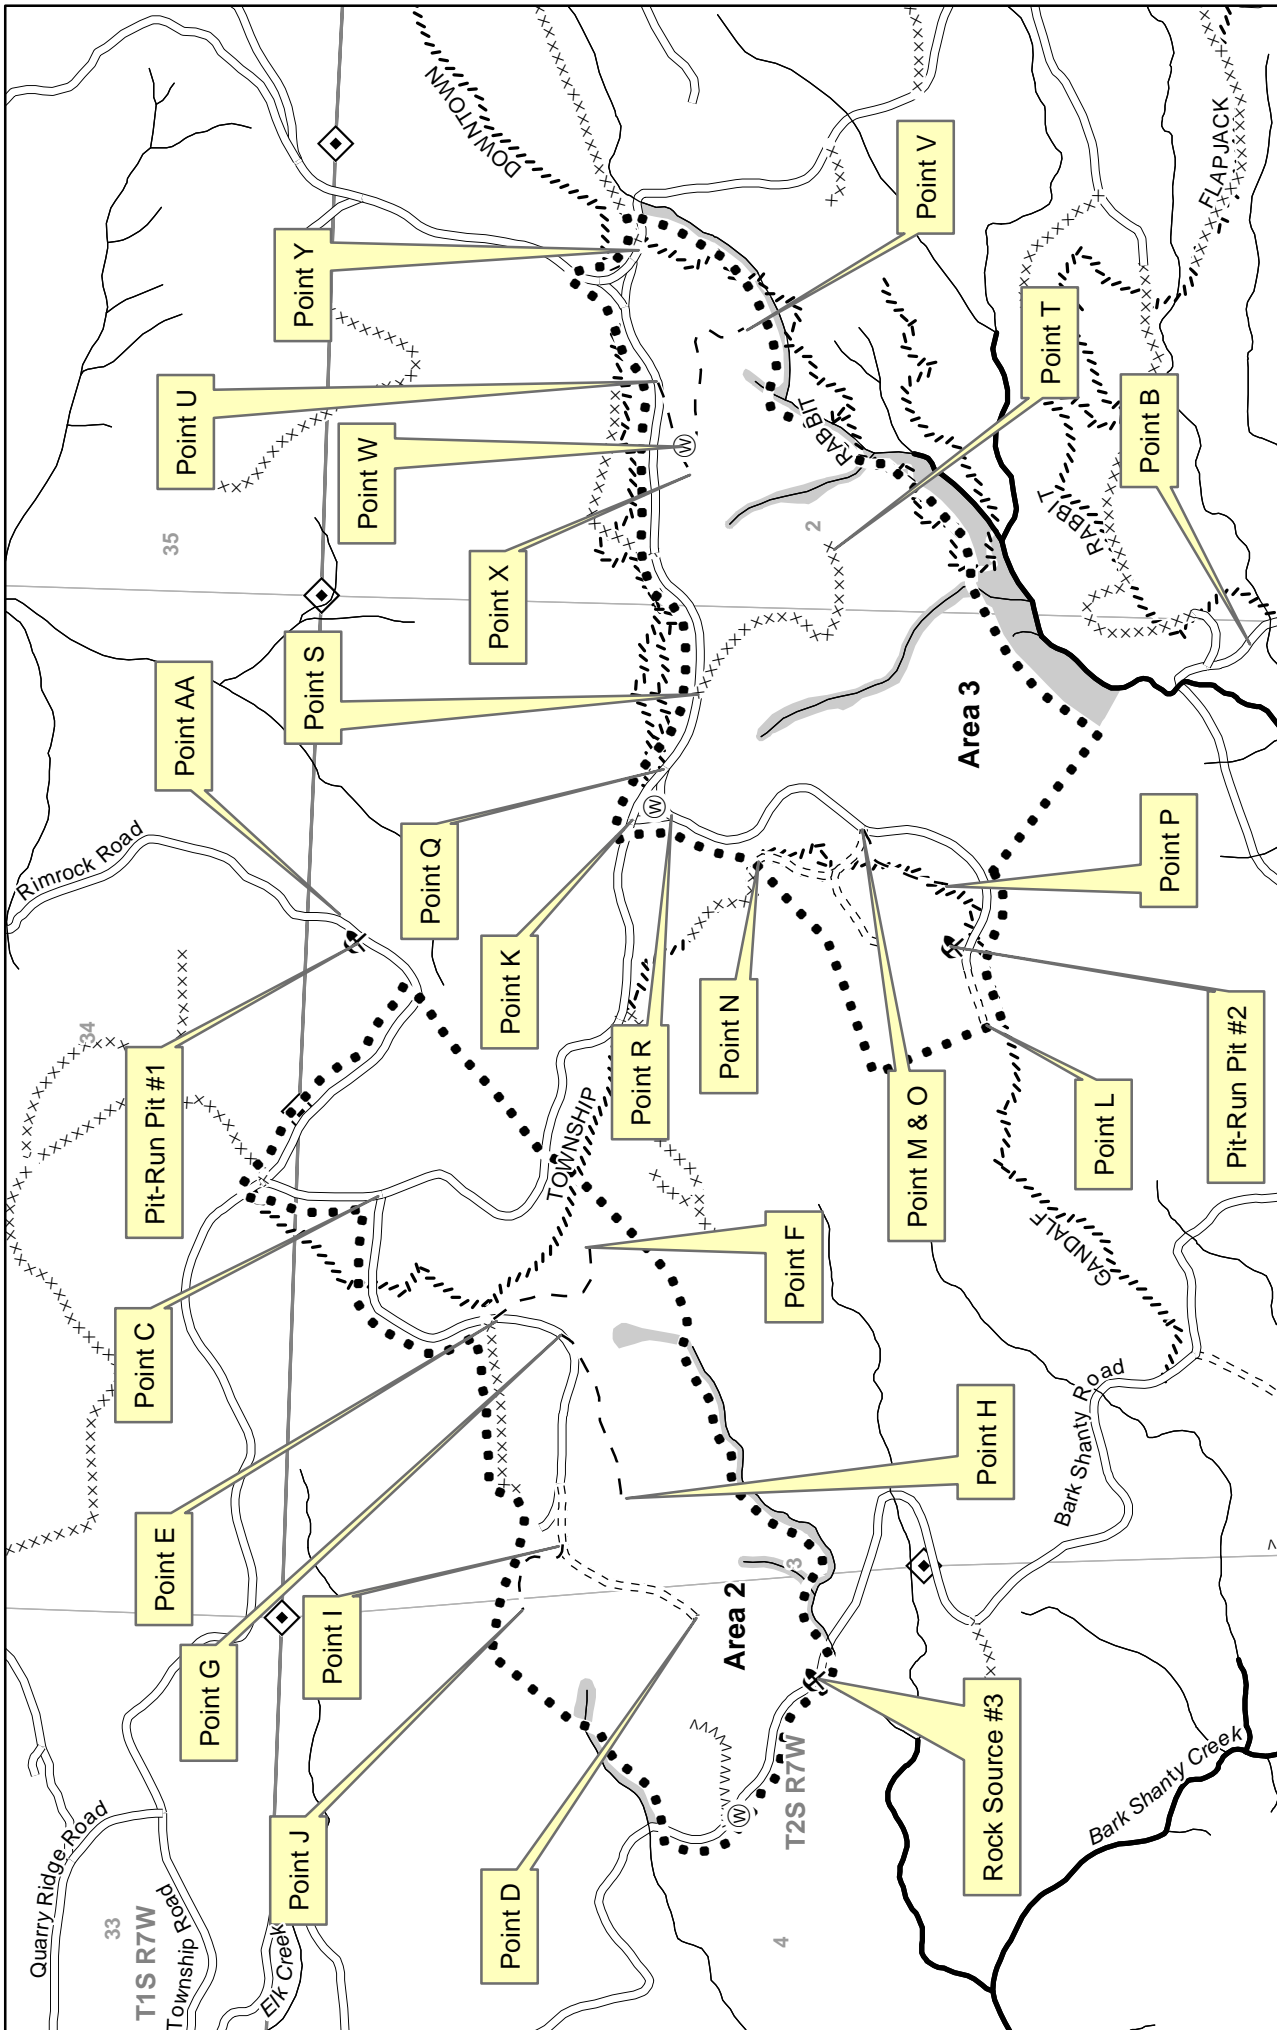 Quarry Ridge Road
33
T1S R7W
Township Road
Elk Creek
Point J
Point G
Point I
Point E
Point C
Pit-Run Pit #1
34
Rimrock Road
Point AA
Point S
35
Point U
Point W
Point Y
DOWNTOWN
Point D
Point Q
Point K
Point X
TOWNSHIP
Point R
Point N
Point F
Area 2
3
T2S R7W
4
W
W
W
2
RABBIT
Point V
Point M & O
Area 3
Point H
Rock Source #3
Point L
Point P
Point T
RABBIT
Point B
FLAPJACK
GANDALF
Bark Shanty Road
Bark Shanty Creek
Pit-Run Pit #2